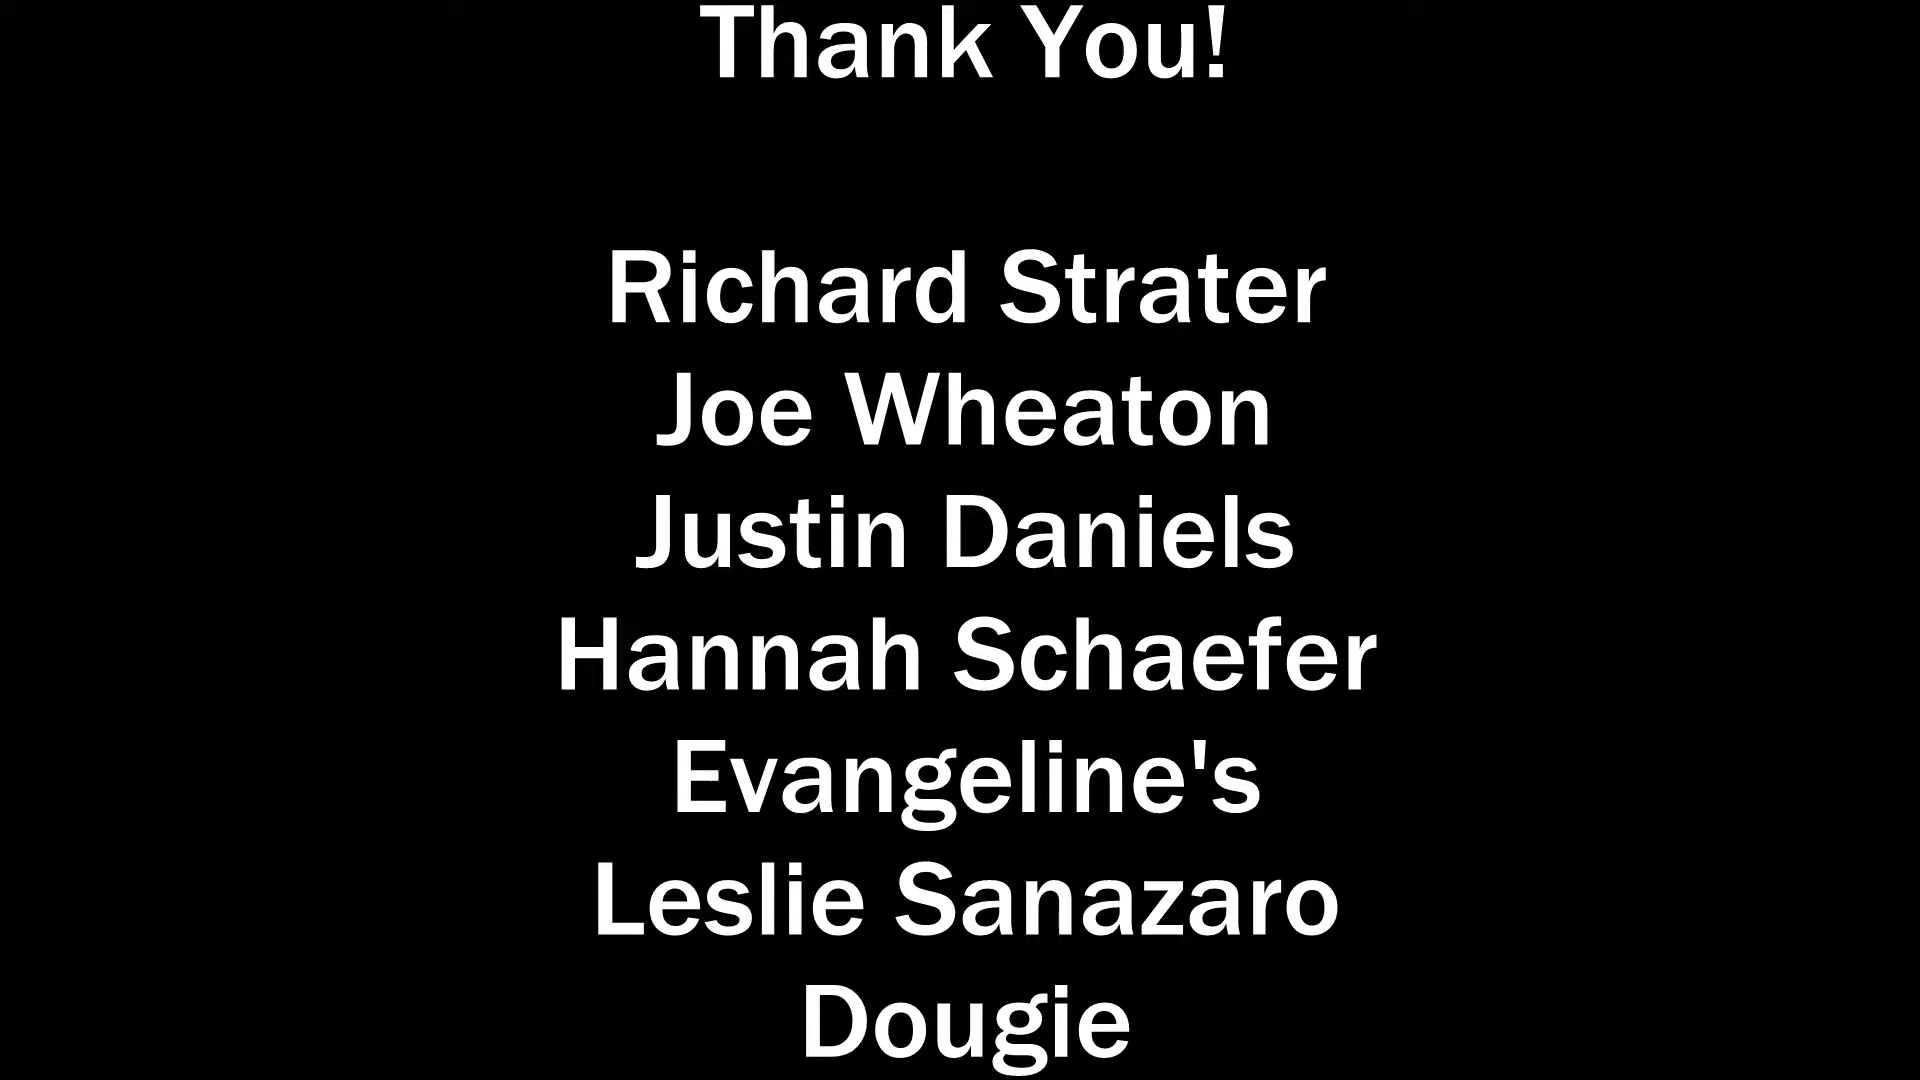 Thank You!
Richard Strater
Joe Wheaton
Justin Daniels
Hannah Schaefer
Evangeline's
Leslie Sanazaro
Dougie